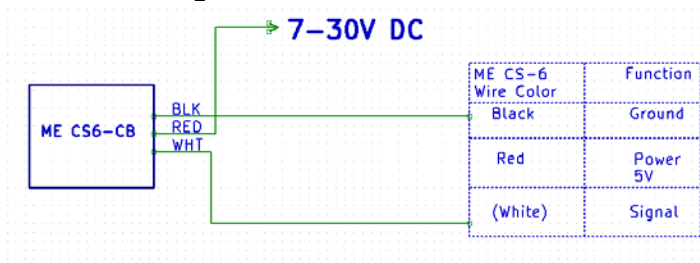 7-30V DC
ME CS6-CB
BLK
RED
WHT
ME CS-6 Function
Wire Color
Black Ground
Red Power
5V
(White) Signal